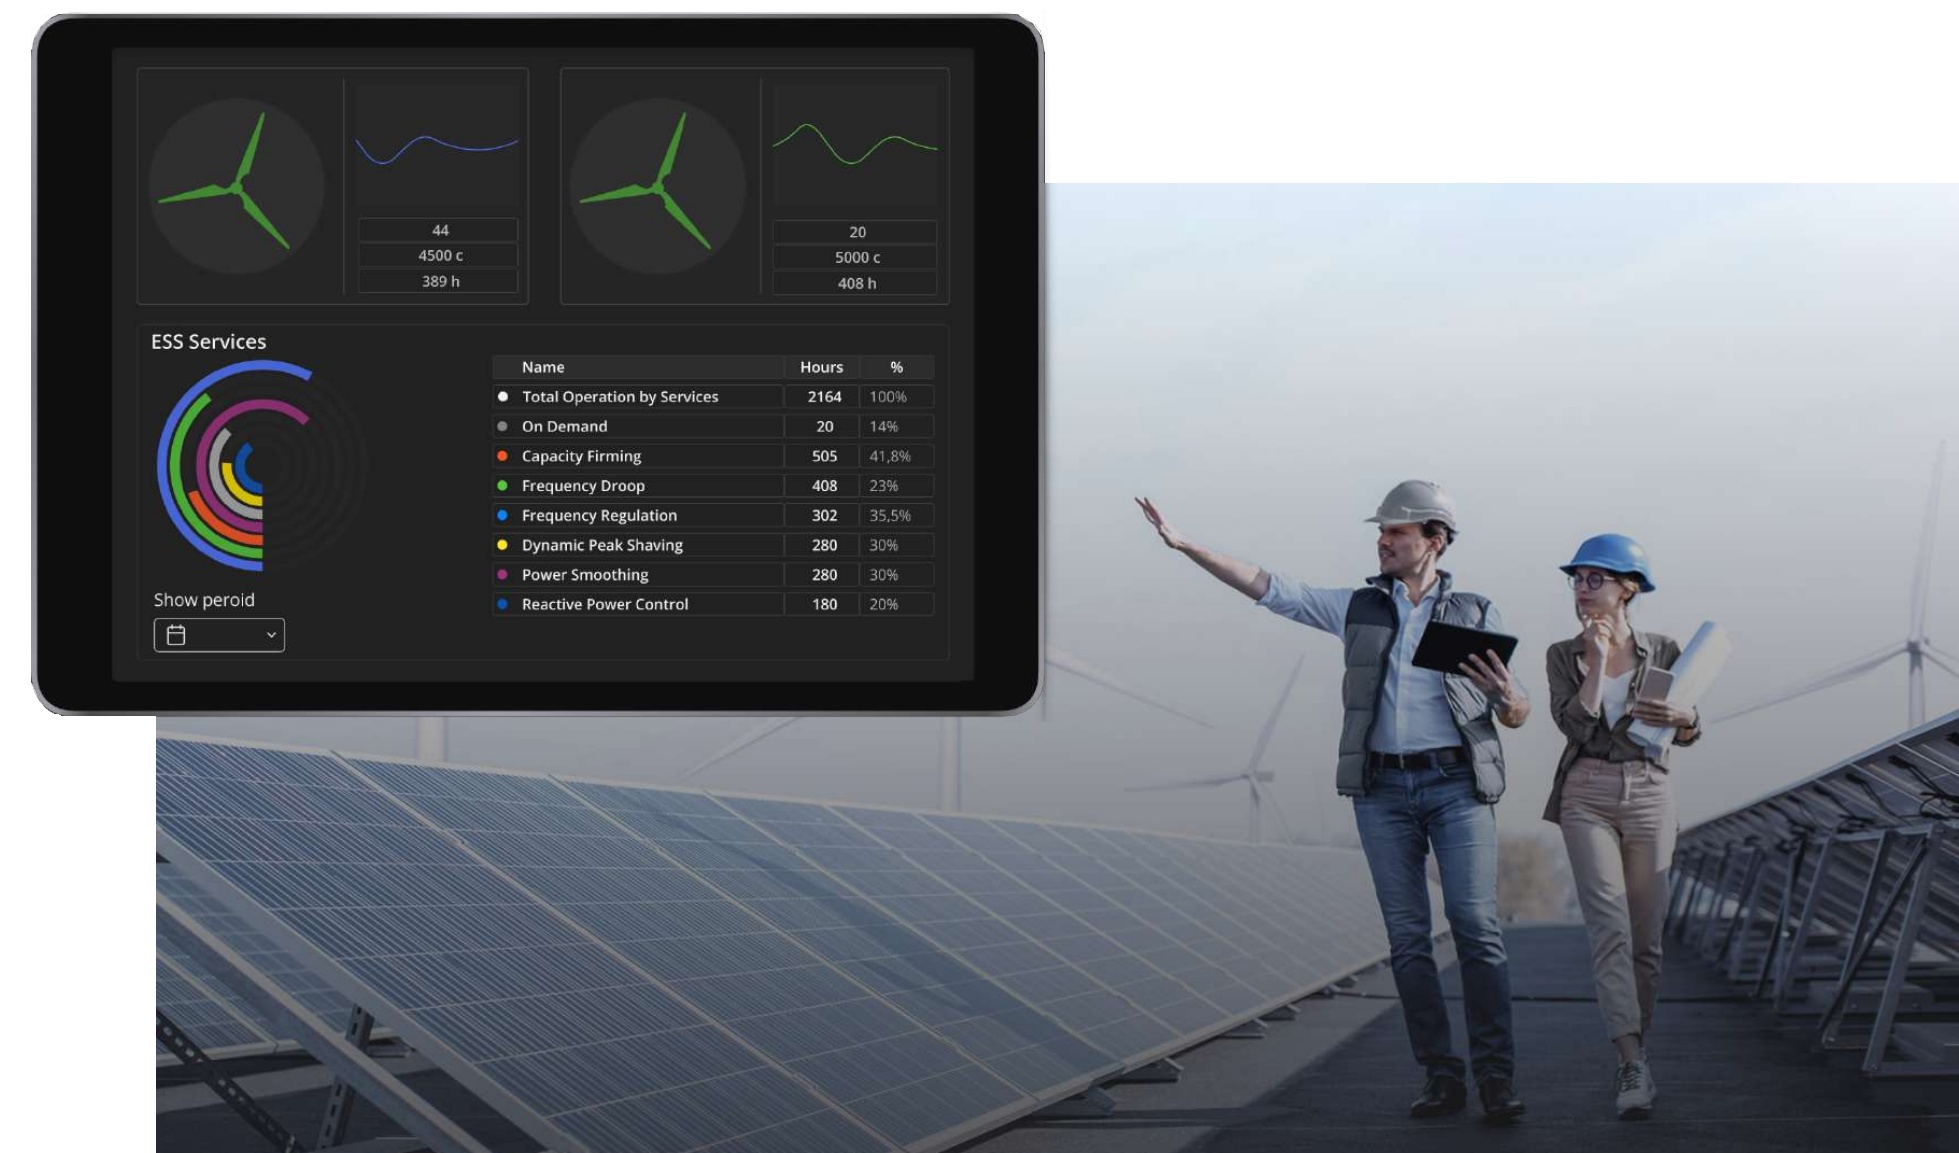 44
4500 c
389 h
20
5000 c
408 h
ESS Services
Name Hours %
Total Operation by Services 2164 100%
On Demand 20 14%
Capacity Firming 505 41,8%
Frequency Droop 408 23%
Frequency Regulation 302 35,5%
Dynamic Peak Shaving 280 30%
Power Smoothing 280 30%
Reactive Power Control 180 20%
Show peroid